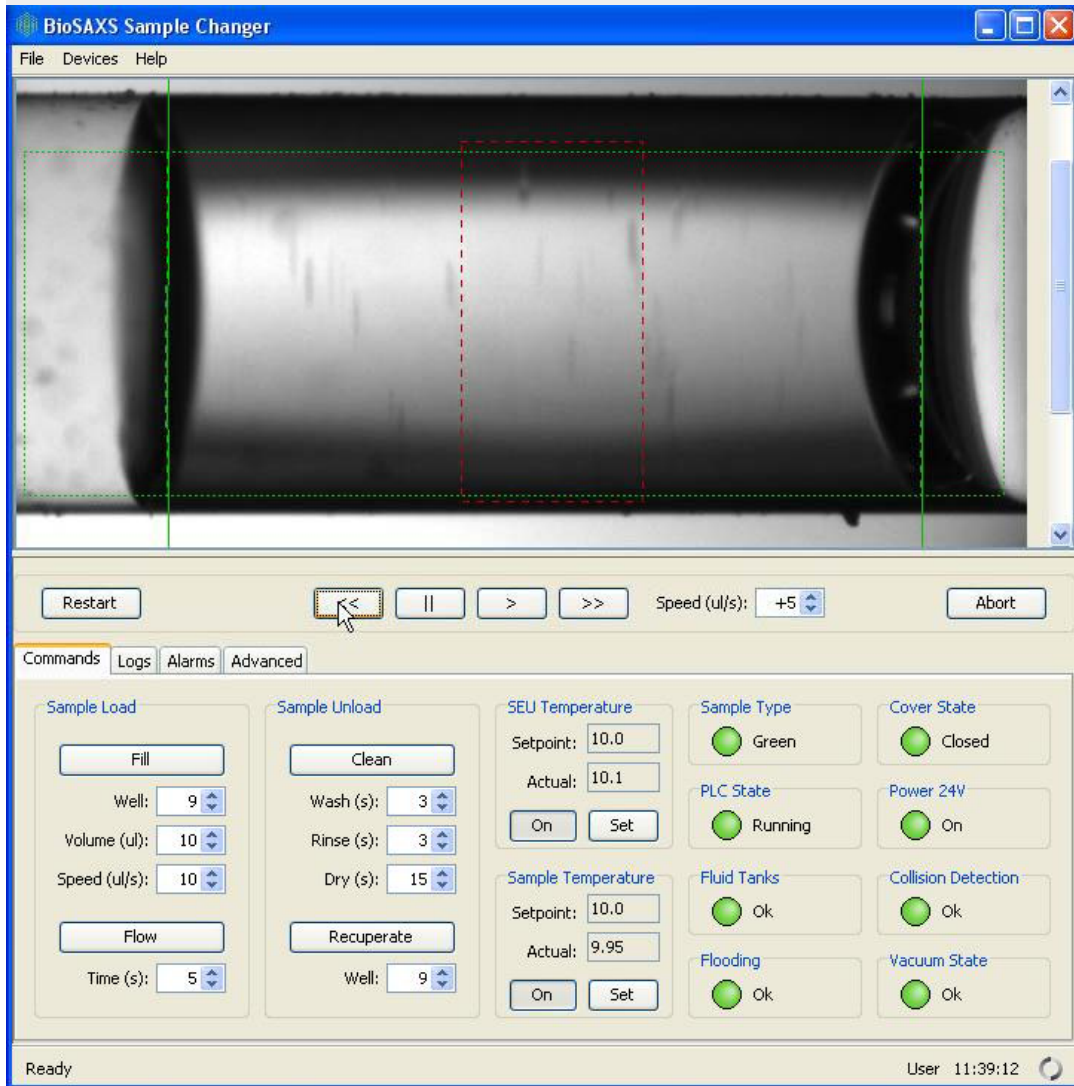 BioSAXS Sample Changer
File Devices Help
Restart << || > >> Speed (ul/s): +5 Abort
Commands Logs Alarms Advanced
Sample Load
Fill
Well: 9
Volume (ul): 10
Speed (ul/s): 10
Flow
Time (s): 5
Sample Unload
Clean
Wash (s): 3
Rinse (s): 3
Dry (s): 15
Recuperate
Well: 9
SEU Temperature
Setpoint: 10.0
Actual: 10.1
On Set
Sample Temperature
Setpoint: 10.0
Actual: 9.95
On Set
Sample Type
Green
PLC State
Running
Fluid Tanks
Ok
Flooding
Ok
Cover State
Closed
Power 24V
On
Collision Detection
Ok
Vacuum State
Ok
Ready User 11:39:12